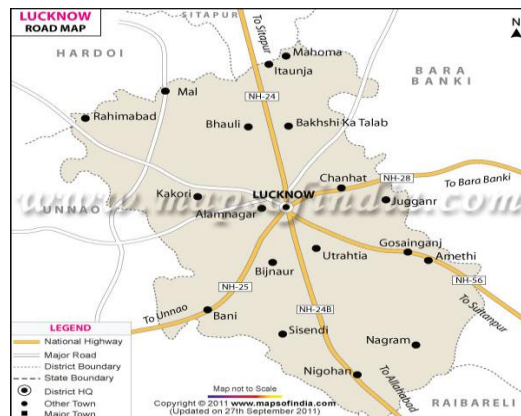 LUCKNOW
ROAD MAP
SITAPUR
To Sitapur
N
HARDOI
Mahoma
Itaunja
BARA
BANKI
Mal
NH-24
Rahimabad
Bhauli
Bakhshi Ka Talab
Chanhat
NH-28
To Bara Banki
Kakori
LUCKNOW
Jugganr
www.mapsofindia.com
UNNAO
Alamnagar
Gosainganj
Utrahtia
Amethi
Bijnaur
NH-56
NH-25
To Sultanpur
To Unnao
Bani
NH-24B
Sisendi
Nagram
Nigohan
To Allahabad
RAIBARELI
LEGEND
National Highway
Major Road
District Boundary
State Boundary
District HQ
Other Town
Major Town
Map not to Scale
Copyright © 2011 www.mapsofindia.com
(Updated on 27th September 2011)